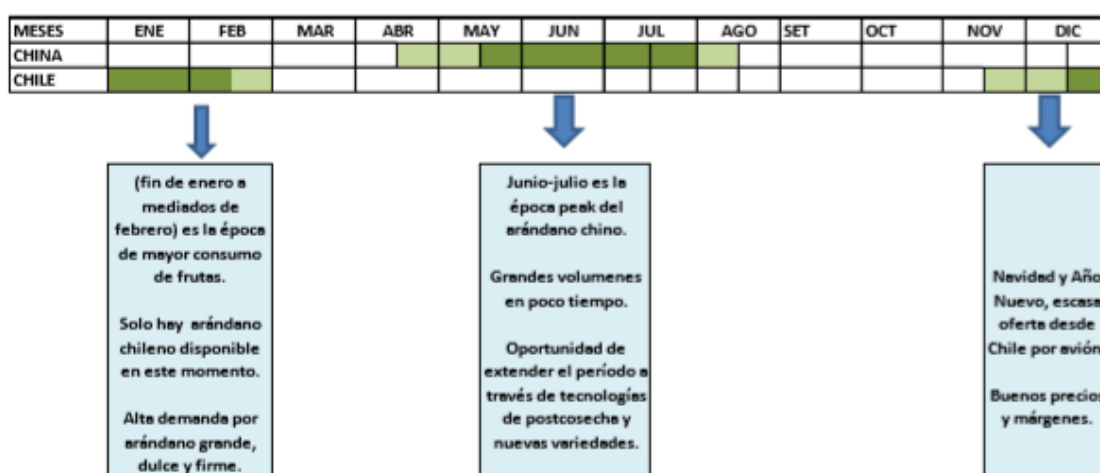 MESES ENE FEB MAR ABR MAY JUN JUL AGO SET OCT NOV DIC
CHINA
CHILE
(fin de enero a
mediados de
febrero) es la época
de mayor consumo
de frutas.
Solo hay arándano
chileno disponible
en este momento.
Alta demanda por
arándano grande,
dulce y firme.
Junio-julio es la
época peak del
arándano chino.
Grandes volumenes
en poco tiempo.
Oportunidad de
extender el período a
través de tecnologías
de postcosecha y
nuevas variedades.
Navidad y Año
Nuevo, escasa
oferta desde
Chile por avión
Buenos precios
y márgenes.